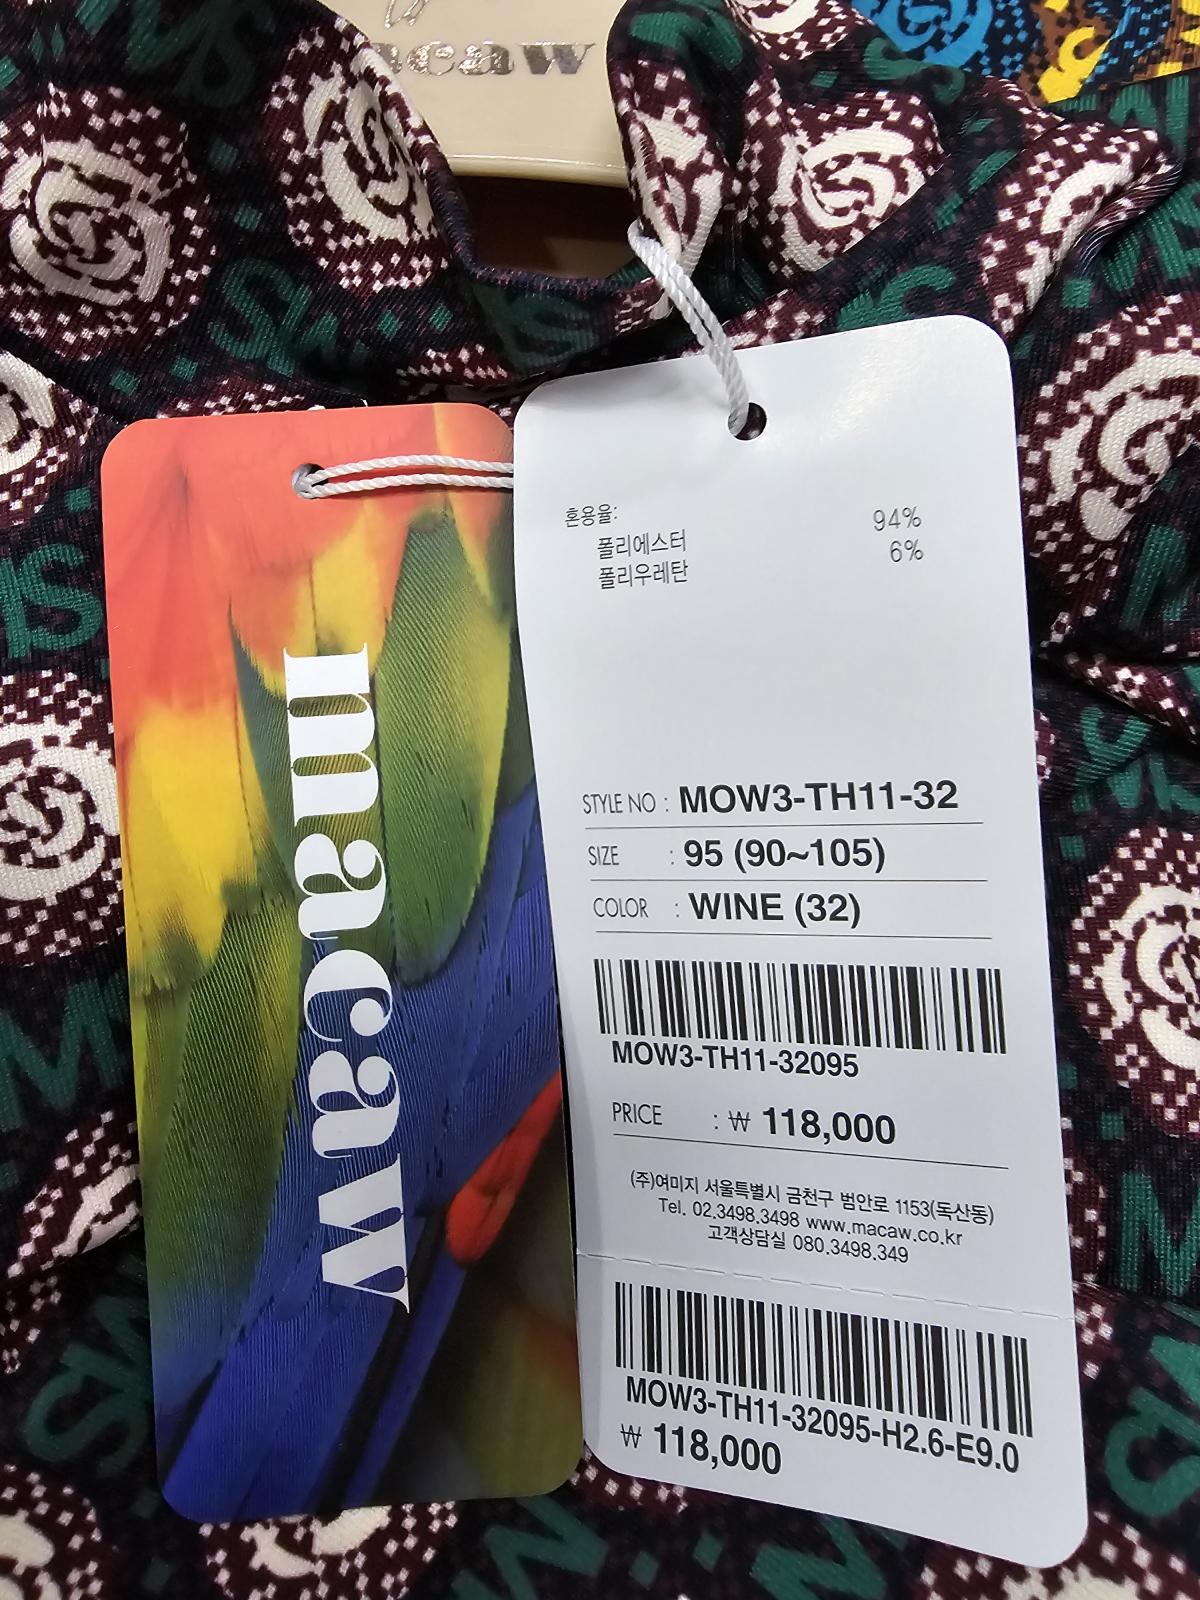 macaw
혼용율:
폴리에스터 94%
폴리우레탄 6%
STYLE NO : MOW3-TH11-32
SIZE : 95 (90~105)
COLOR : WINE (32)
MOW3-TH11-32095
PRICE : ₩ 118,000
(주)여미지 서울특별시 금천구 범안로 1153(독산동)
Tel. 02.3498.3498 www.macaw.co.kr
고객상담실 080.3498.349
MOW3-TH11-32095-H2.6-E9.0
₩ 118,000